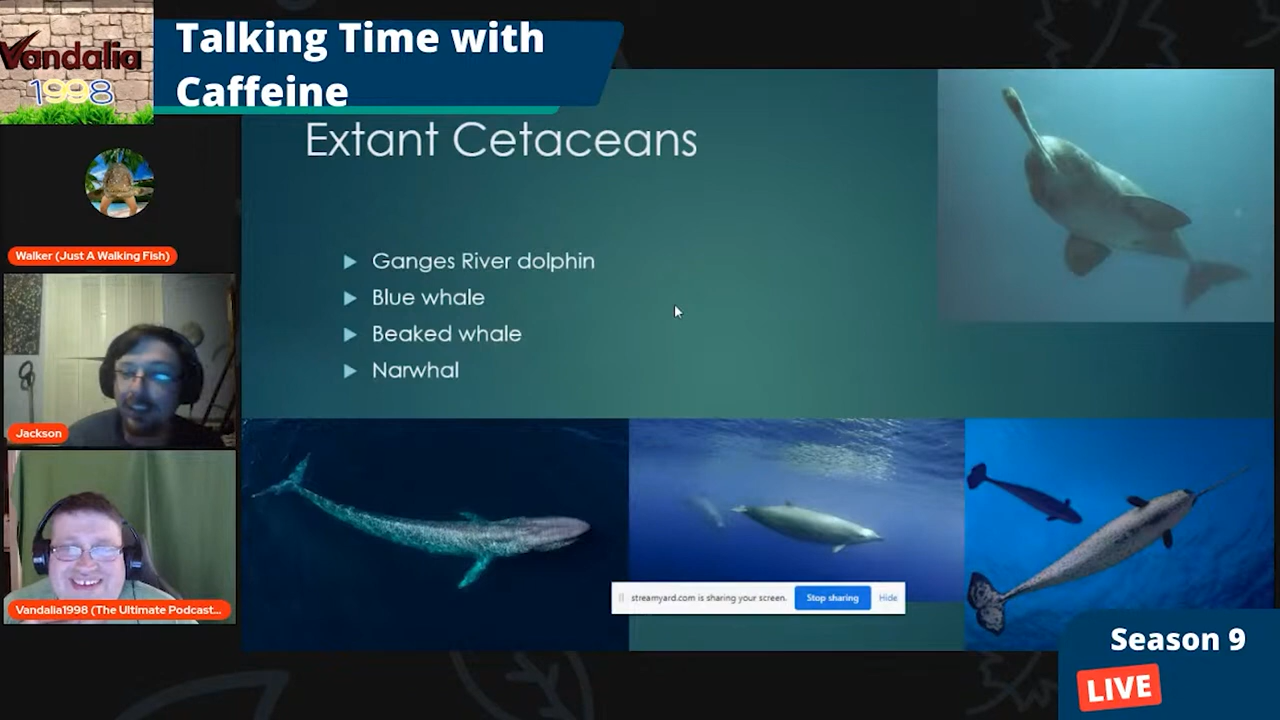 Vandalia
1998
Talking Time with
Caffeine
Extant Cetaceans
Walker (Just A Walking Fish)
Ganges River dolphin
Blue whale
Beaked whale
Narwhal
Jackson
Vandalia1998 (The Ultimate Podcast...
streamyard.com is sharing your screen.
Stop sharing
Hide
Season 9
LIVE